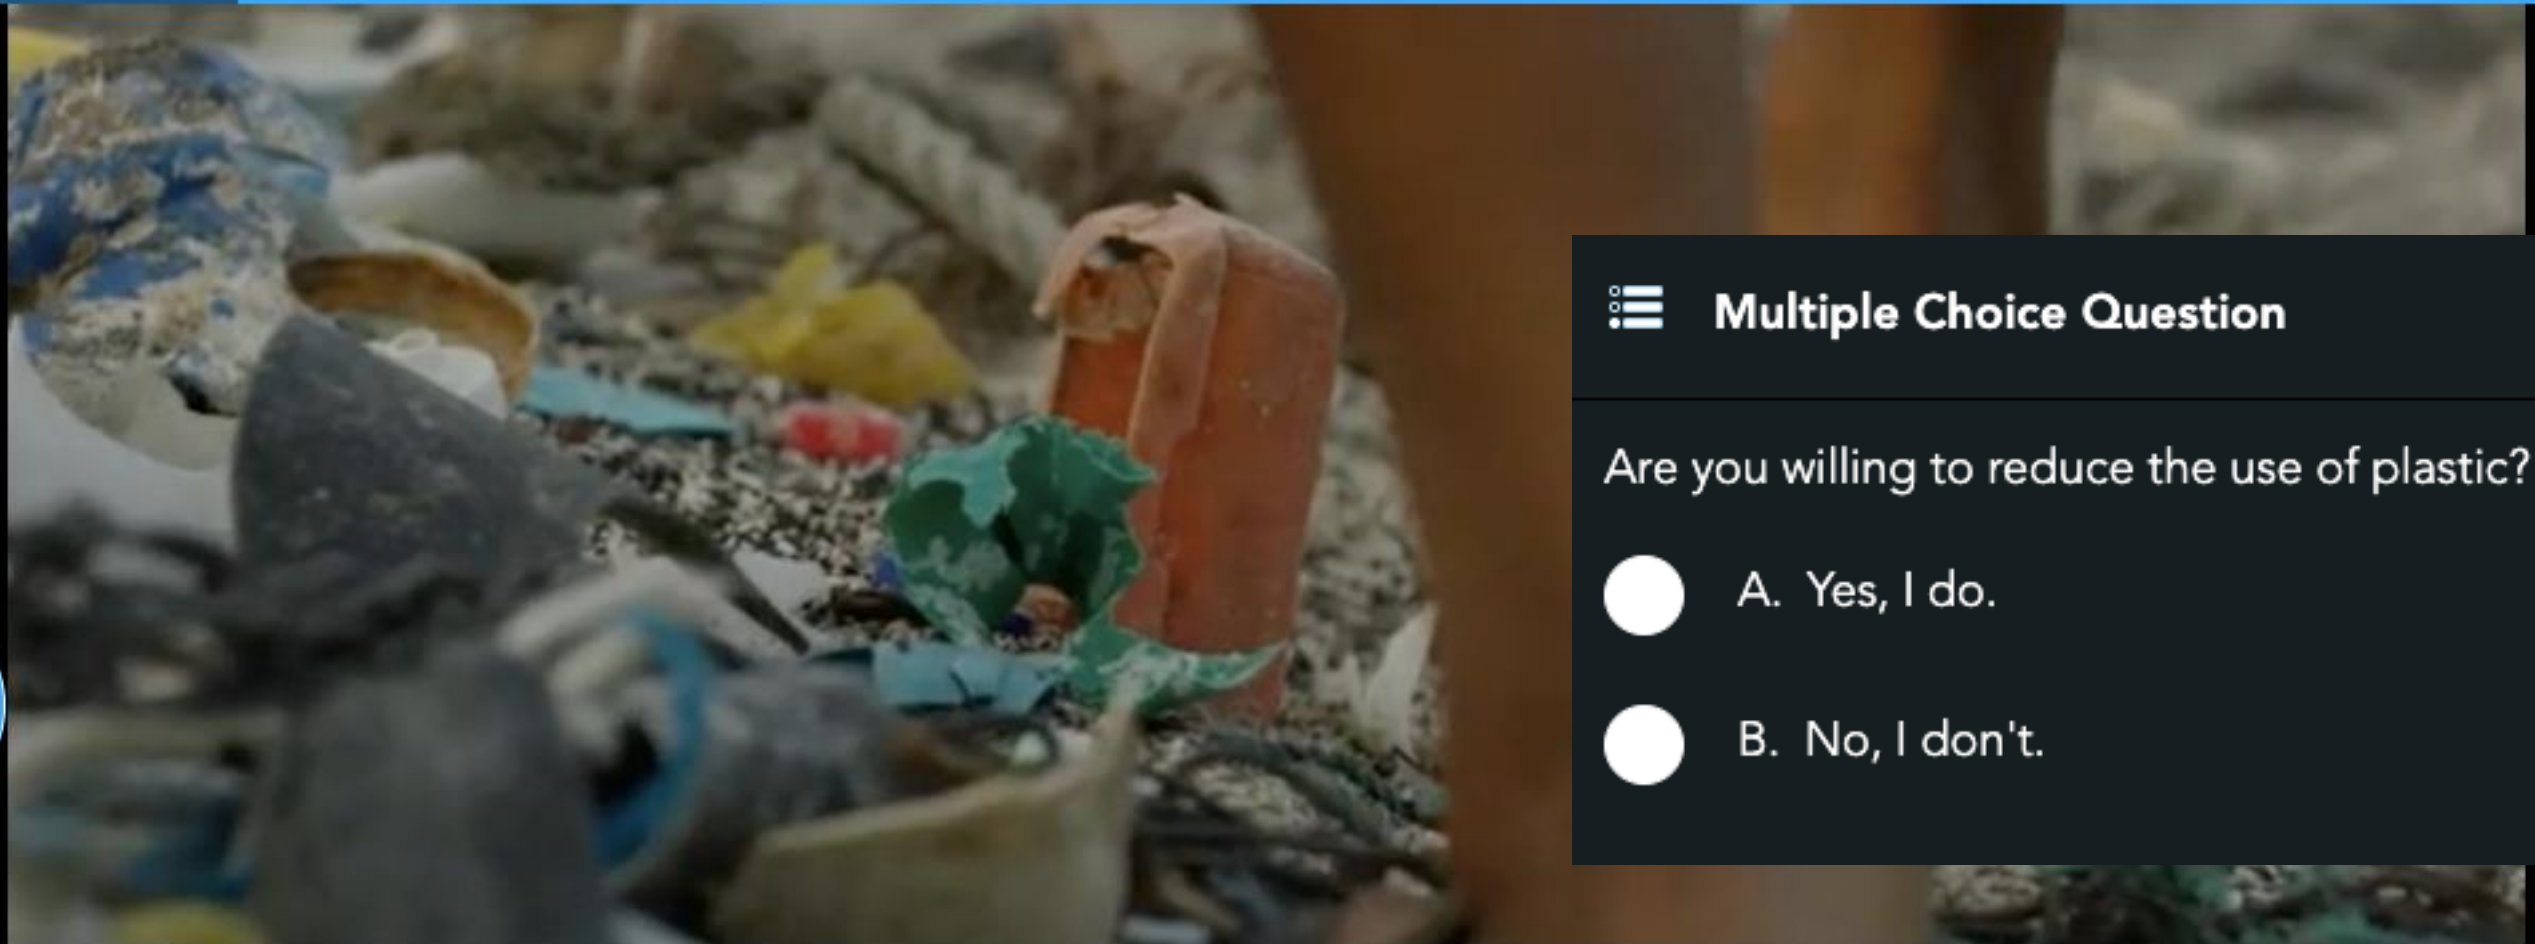 Multiple Choice Question
Are you willing to reduce the use of plastic?
A. Yes, I do.
B. No, I don't.